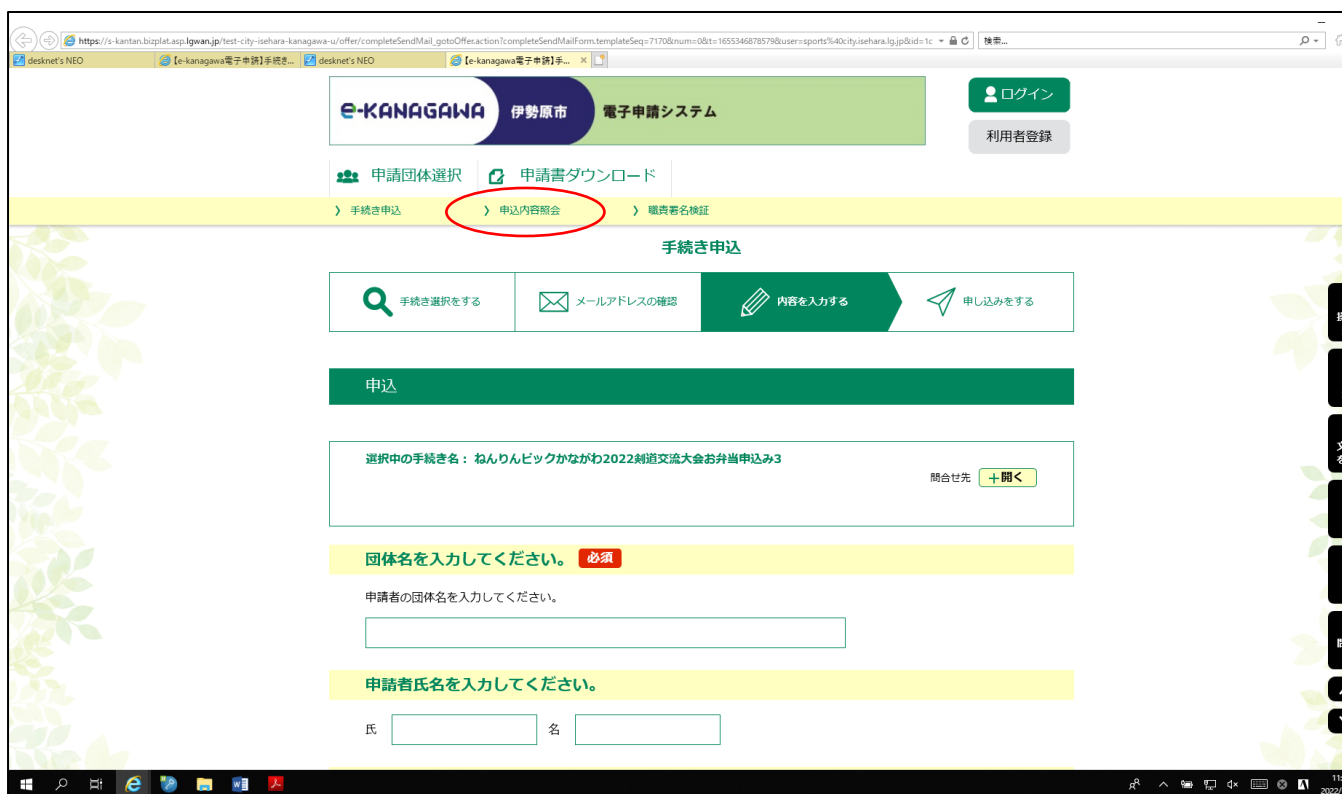 https://s-kantan.bizplat.asp.lgwan.jp/test-city-isehara-kanagawa-u/offer/completeSendMail_gotoOffer.action?completeSendMailForm.templateSeq=7170&num=0&t=1655346878579&user=sports%40city.isehara.lg.jp&id=1c
検索...
desknet's NEO
【e-kanagawa電子申請】手続き...
desknet's NEO
【e-kanagawa電子申請】手...
e-KANAGAWA 伊勢原市 電子申請システム
ログイン
利用者登録
申請団体選択
申請書ダウンロード
手続き申込
申込内容照会
職責署名検証
手続き申込
手続き選択をする
メールアドレスの確認
内容を入力する
申し込みをする
申込
選択中の手続き名： ねんりんピックかながわ2022剣道交流大会お弁当申込み3
問合せ先
＋開く
団体名を入力してください。 必須
申請者の団体名を入力してください。
申請者氏名を入力してください。
氏
名